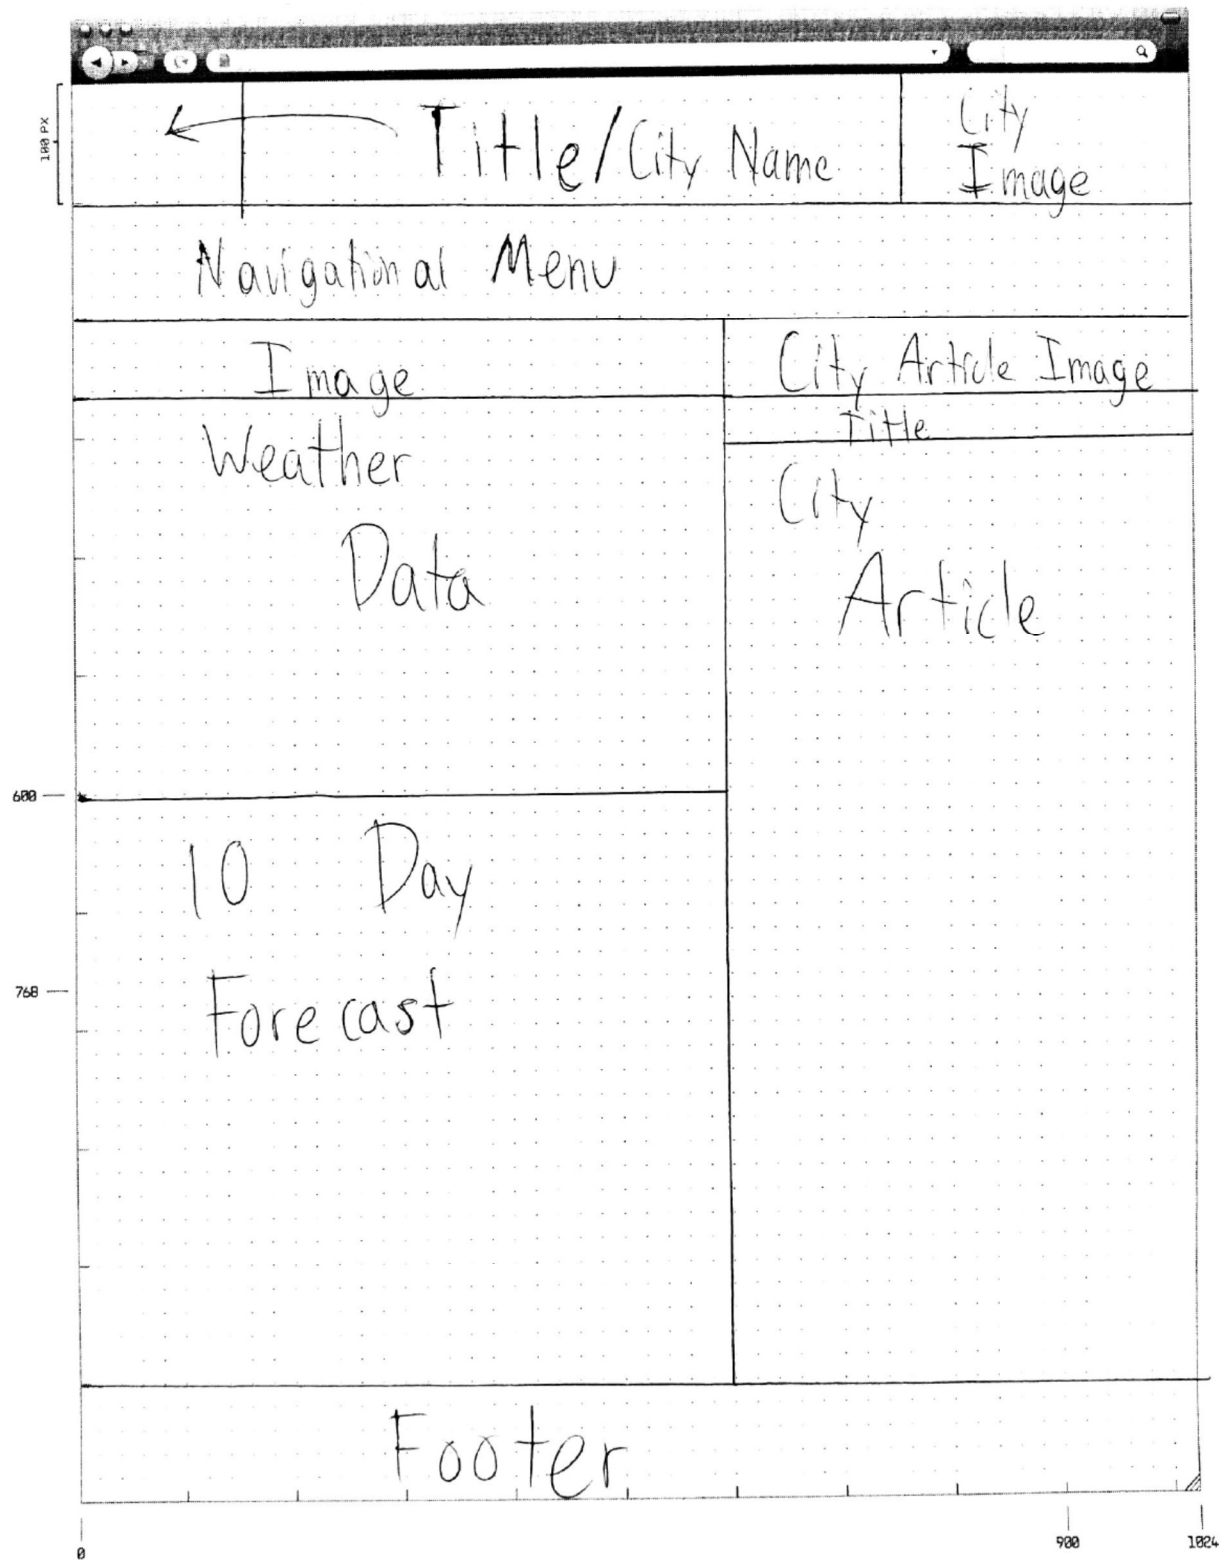 100 PX
Title/City Name
City
Image
Navigational Menu
Image
City Article Image
Title
Weather
Data
City
Article
600
10 Day
Forecast
768
Footer
0
900
1024